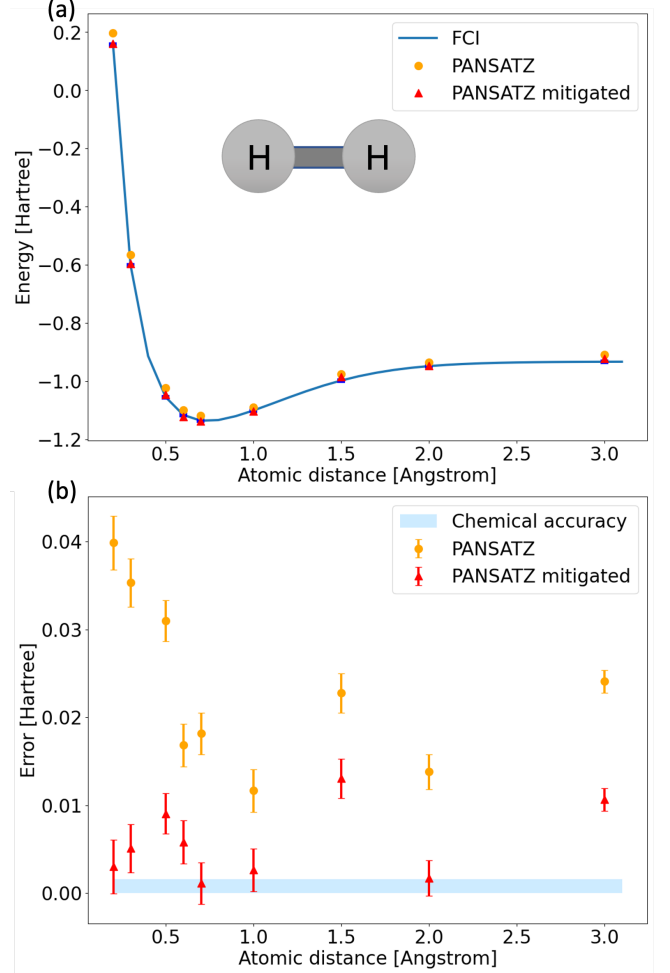 (a)
0.2
0.0
−0.2
−0.4
−0.6
−0.8
−1.0
−1.2
Energy [Hartree]
FCI
PANSATZ
PANSATZ mitigated
H H
0.5 1.0 1.5 2.0 2.5 3.0
Atomic distance [Angstrom]
(b)
0.04
0.03
0.02
0.01
0.00
Error [Hartree]
Chemical accuracy
PANSATZ
PANSATZ mitigated
0.5 1.0 1.5 2.0 2.5 3.0
Atomic distance [Angstrom]